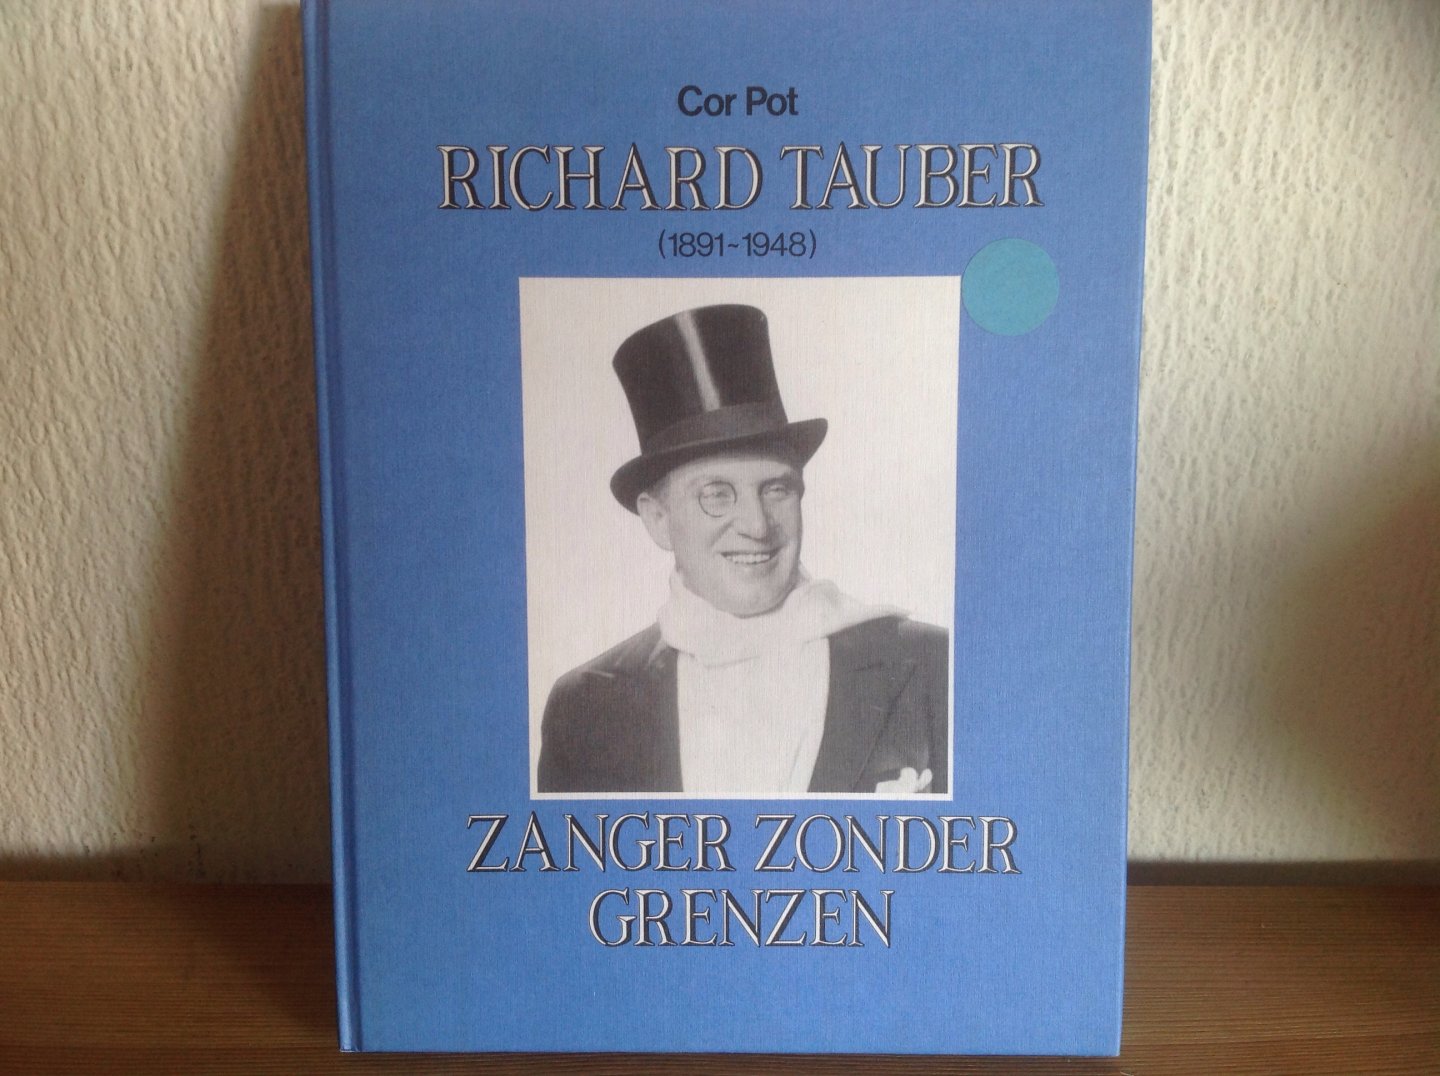 Cor Pot
RICHARD TAUBER
(1891~1948)
ZANGER ZONDER
GRENZEN